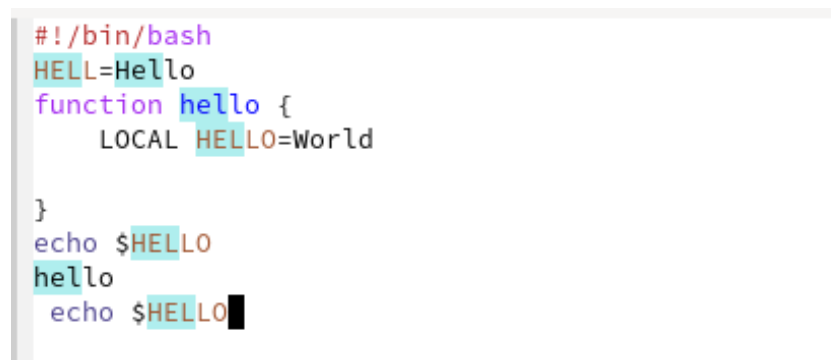 #!/bin/bash
HELL=Hello
function hello {
    LOCAL HELLO=World
}
echo $HELLO
hello
 echo $HELLO